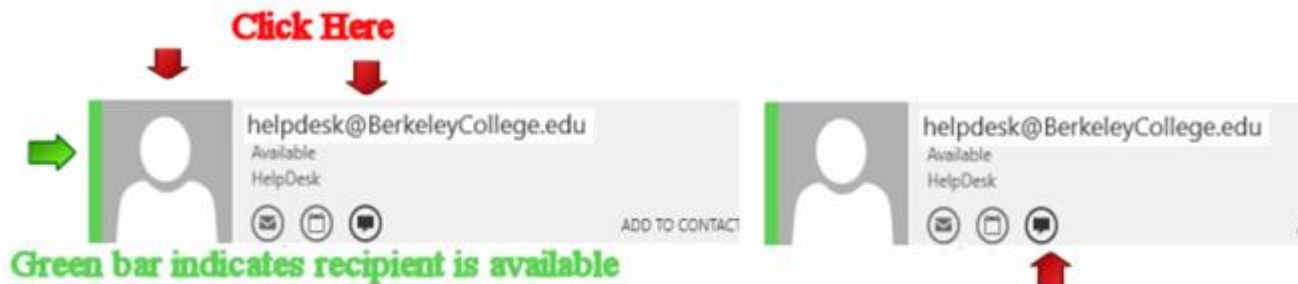 Click Here
helpdesk@BerkeleyCollege.edu
Available
HelpDesk
ADD TO CONTACT
Green bar indicates recipient is available
helpdesk@BerkeleyCollege.edu
Available
HelpDesk